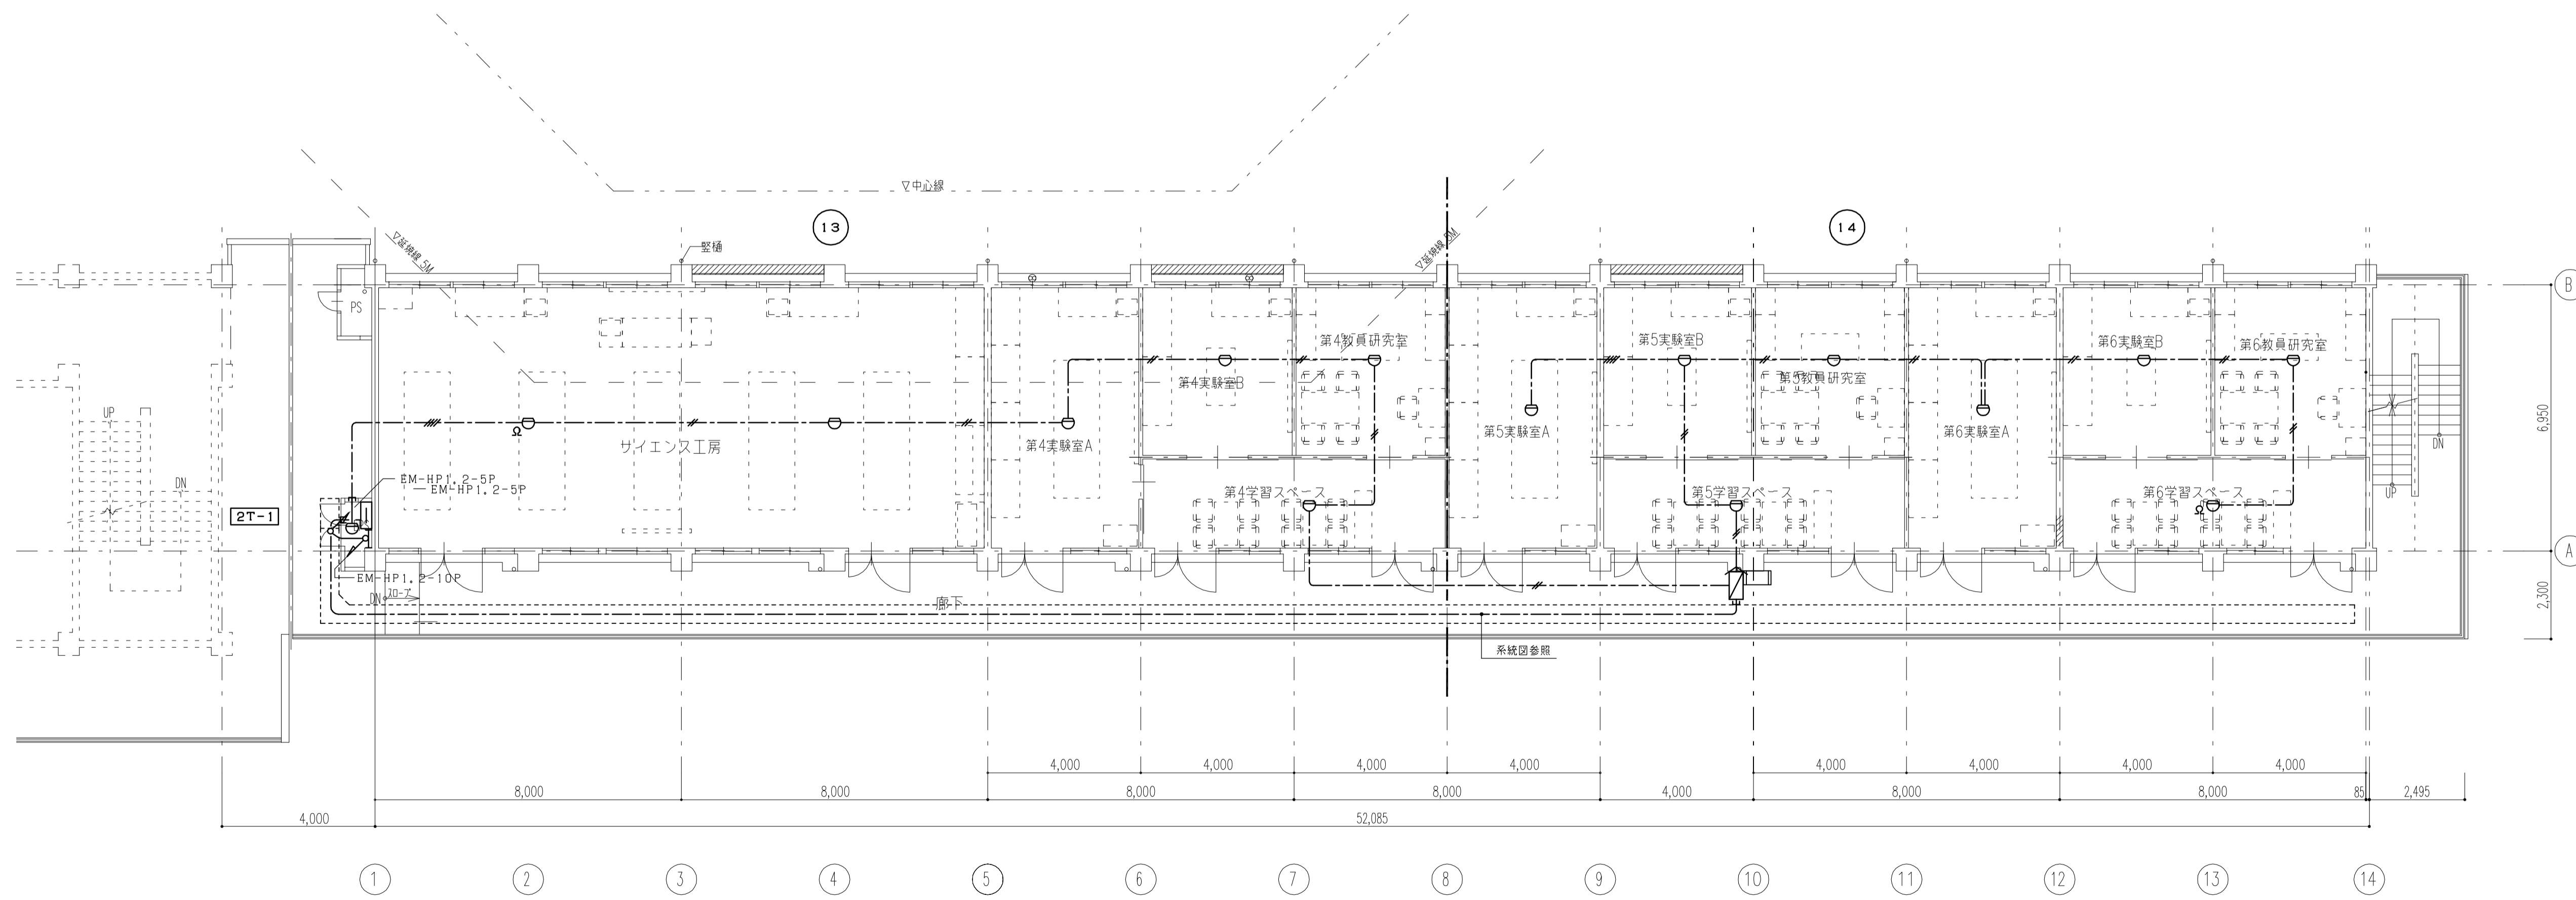 ▽中心線
13
14
▽延焼線 5M
竪樋
▽延焼線 5M
B
PS
第4教員研究室
第5実験室B
第6実験室B
第6教員研究室
第4実験室B
第5教員研究室
UP
6,950
サイエンス工房
第4実験室A
第5実験室A
第6実験室A
DN
DN
EM-HP1.2-5P
EM-HP1.2-5P
第4学習スペース
第5学習スペース
第6学習スペース
UP
2T-1
A
EM-HP1.2-10P
スロープ
DN
廊下
2,300
系統図参照
4,000
4,000
4,000
4,000
4,000
4,000
4,000
4,000
8,000
8,000
8,000
8,000
4,000
8,000
8,000
85
2,495
4,000
52,085
1
2
3
4
5
6
7
8
9
10
11
12
13
14